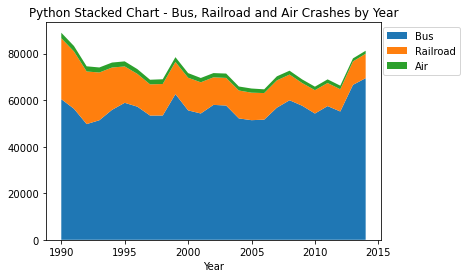 Python Stacked Chart - Bus, Railroad and Air Crashes by Year
Bus
Railroad
Air
80000
60000
40000
20000
0
1990 1995 2000 2005 2010 2015
Year